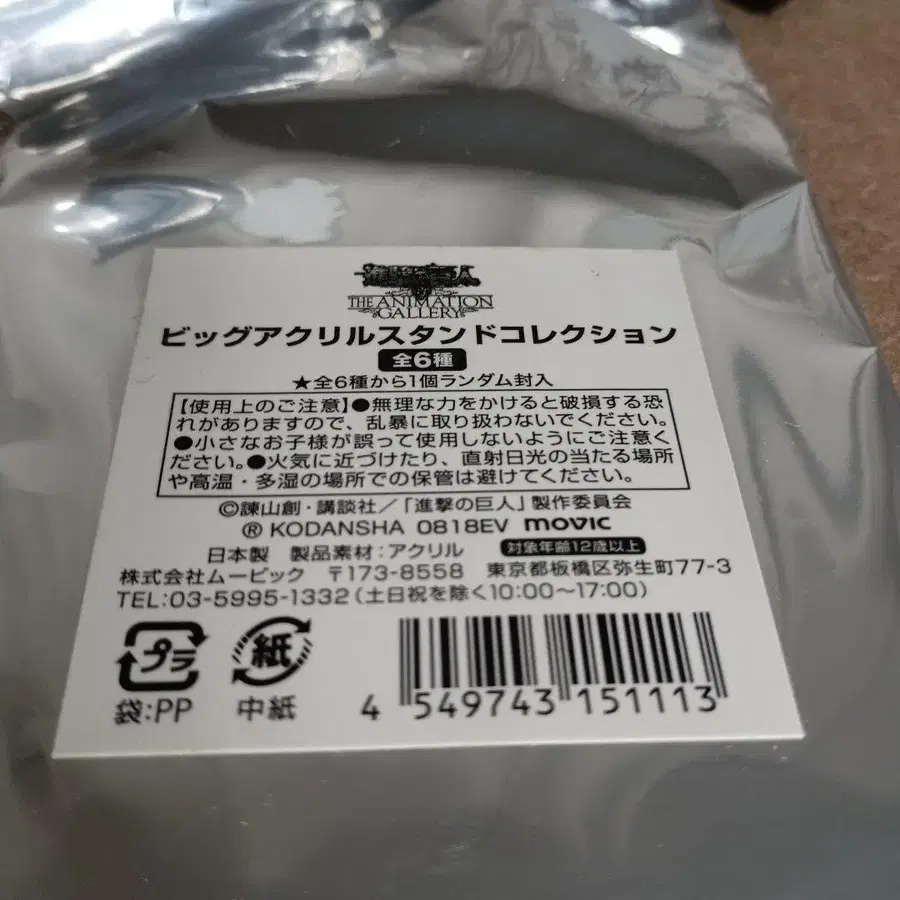 進撃の巨人
THE ANIMATION
GALLERY
ビッグアクリルスタンドコレクション
全6種
★全6種から1個ランダム封入
【使用上のご注意】●無理な力をかけると破損する恐
れがありますので、乱暴に取り扱わないでください。
●小さなお子様が誤って使用しないようにご注意く
ださい。●火気に近づけたり、直射日光の当たる場所
や高温・多湿の場所での保管は避けてください。
©諫山創・講談社/「進撃の巨人」製作委員会
® KODANSHA 0818EV movic
日本製 製品素材:アクリル 対象年齢12歳以上
株式会社ムービック 〒173-8558 東京都板橋区弥生町77-3
TEL:03-5995-1332(土日祝を除く10:00〜17:00)
プラ 紙
袋:PP 中紙
4 549743 151113